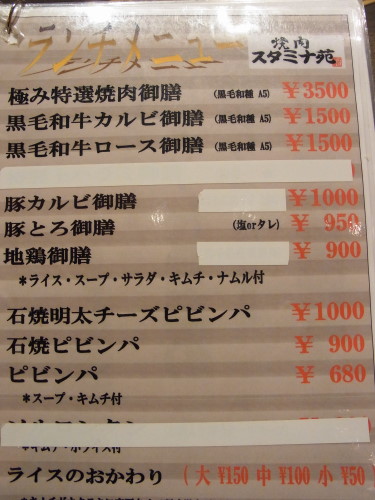 ランチメニュー
焼肉
スタミナ苑
極み特選焼肉御膳 (黒毛和種 A5) ¥3500
黒毛和牛カルビ御膳 (黒毛和種 A5) ¥1500
黒毛和牛ロース御膳 (黒毛和種 A5) ¥1500
豚カルビ御膳 ¥1000
豚とろ御膳 (塩orタレ) ¥ 950
地鶏御膳 ¥ 900
*ライス・スープ・サラダ・キムチ・ナムル付
石焼明太チーズピビンパ ¥1000
石焼ピビンパ ¥ 900
ピビンパ ¥ 680
*スープ・キムチ付
ライスのおかわり (大 ¥150 中 ¥100 小 ¥50)